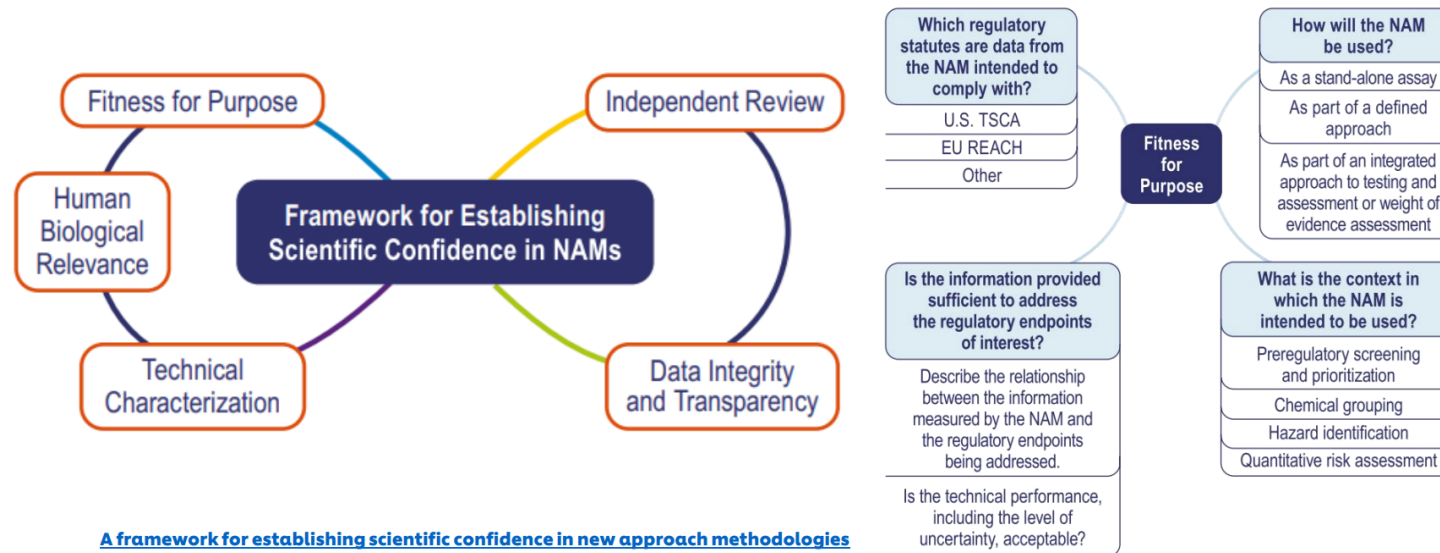 Fitness for Purpose
Independent Review
Human
Biological
Relevance
Framework for Establishing
Scientific Confidence in NAMs
Technical
Characterization
Data Integrity
and Transparency
A framework for establishing scientific confidence in new approach methodologies
Which regulatory
statutes are data from
the NAM intended to
comply with?
U.S. TSCA
EU REACH
Other
How will the NAM
be used?
As a stand-alone assay
As part of a defined
approach
As part of an integrated
approach to testing and
assessment or weight of
evidence assessment
Fitness
for
Purpose
Is the information provided
sufficient to address
the regulatory endpoints
of interest?
Describe the relationship
between the information
measured by the NAM and
the regulatory endpoints
being addressed.
Is the technical performance,
including the level of
uncertainty, acceptable?
What is the context in
which the NAM is
intended to be used?
Preregulatory screening
and prioritization
Chemical grouping
Hazard identification
Quantitative risk assessment